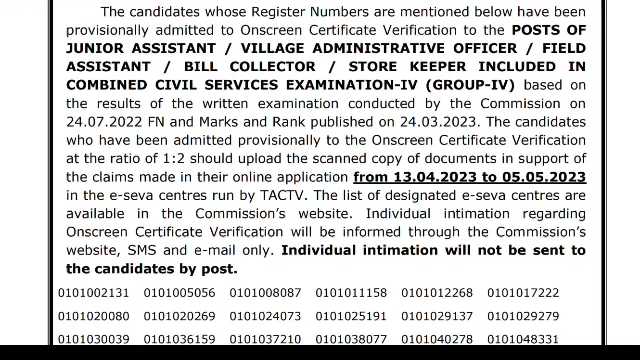 The candidates whose Register Numbers are mentioned below have been
provisionally admitted to Onscreen Certificate Verification to the POSTS OF
JUNIOR ASSISTANT / VILLAGE ADMINISTRATIVE OFFICER / FIELD
ASSISTANT / BILL COLLECTOR / STORE KEEPER INCLUDED IN
COMBINED CIVIL SERVICES EXAMINATION-IV (GROUP-IV) based on
the results of the written examination conducted by the Commission on
24.07.2022 FN and Marks and Rank published on 24.03.2023. The candidates
who have been admitted provisionally to the Onscreen Certificate Verification
at the ratio of 1:2 should upload the scanned copy of documents in support of
the claims made in their online application from 13.04.2023 to 05.05.2023
in the e-seva centres run by TACTV. The list of designated e-seva centres are
available in the Commission's website. Individual intimation regarding
Onscreen Certificate Verification will be informed through the Commission's
website, SMS and e-mail only. Individual intimation will not be sent to
the candidates by post.
0101002131 0101005056 0101008087 0101011158 0101012268 0101017222
0101020080 0101020269 0101024073 0101025191 0101029137 0101029279
0101030039 0101036159 0101037210 0101038077 0101040278 0101048331